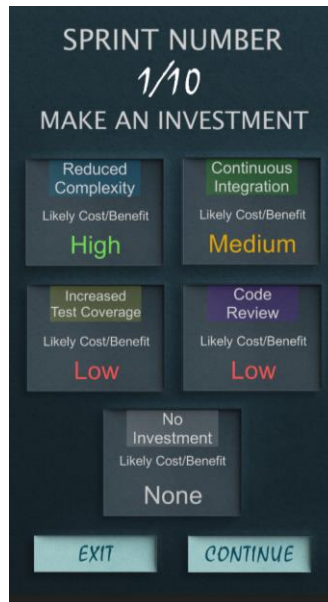 SPRINT NUMBER
1/10
MAKE AN INVESTMENT
Reduced
Complexity
Likely Cost/Benefit
High
Continuous
Integration
Likely Cost/Benefit
Medium
Increased
Test Coverage
Likely Cost/Benefit
Low
Code
Review
Likely Cost/Benefit
Low
No
Investment
Likely Cost/Benefit
None
EXIT
CONTINUE